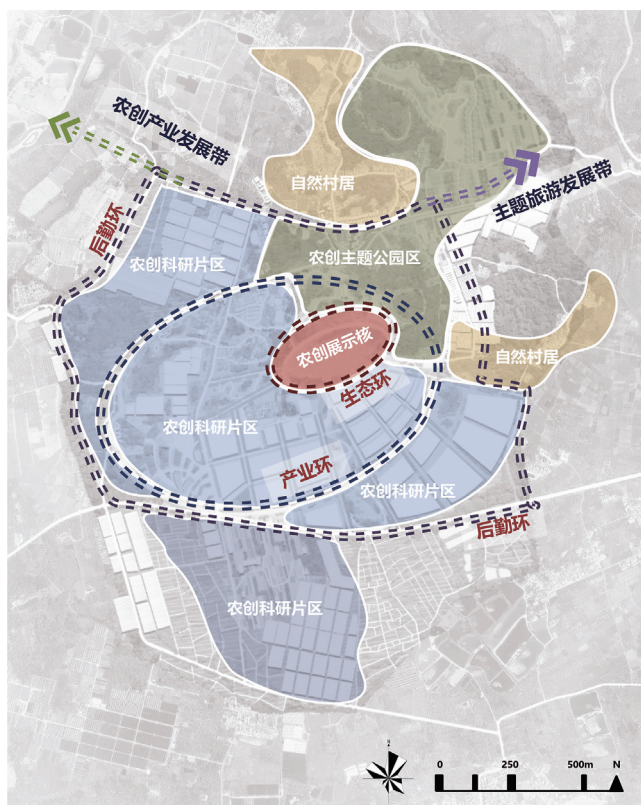 农创产业发展带
自然村居
主题旅游发展带
后勤环
农创科研片区
农创主题公园区
农创展示核
自然村居
生态环
农创科研片区
产业环
农创科研片区
后勤环
农创科研片区
N
0 250 500m N